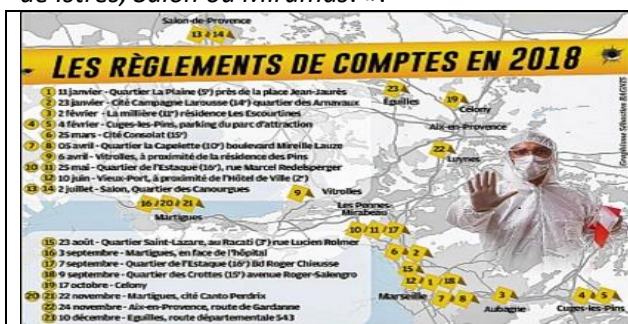 de Istres, Salon ou Miramas. ».
Salon-de-Provence
13 à 14
LES RÈGLEMENTS DE COMPTES EN 2018
1 11 janvier - Quartier La Plaine (5e) près de la place Jean-Jaurès
2 23 janvier - Cité Campagne Larousse (14e) quartier des Arnavaux
3 2 février - La millière (11e) résidence Les Escourtines
4 5 4 février - Cuges-les-Pins, parking du parc d'attraction
6 25 mars - Cité Consolat (15e)
7 8 05 avril - Quartier la Capelette (10e) boulevard Mireille Lauze
9 6 avril - Vitrolles, à proximité de la résidence des Pins
10 11 25 mai - Quartier de l'Estaque (16e), rue Marcel Redelsperger
12 10 juin - Vieux-Port, à proximité de l'Hôtel de Ville (2e)
13 14 2 juillet - Salon, Quartier des Canourgues
23
Eguilles
19
Celony
Aix-en-Provence
22
Luynes
Graphisme Sébastien
9
Vitrolles
16 / 20 à 21
Martigues
Les Pennes-
Mirabeau
10 / 11 / 17
15 23 août - Quartier Saint-Lazare, au Racati (3e) rue Lucien Rolmer
16 3 septembre - Martigues, en face de l'hôpital
17 7 septembre - Quartier de l'Estaque (16e) Bd Roger Chieusse
18 9 septembre - Quartier des Crottes (15e) avenue Roger-Salengro
19 17 octobre - Celony
20 21 22 novembre - Martigues, cité Canto Perdrix
22 24 novembre - Aix-en-Provence, route de Gardanne
23 10 décembre - Eguilles, route départementale 543
6 à 2
15
12 / 1 / 18
Marseille
7 à 8
3
Aubagne
4 à 5
Cuges-les-Pins